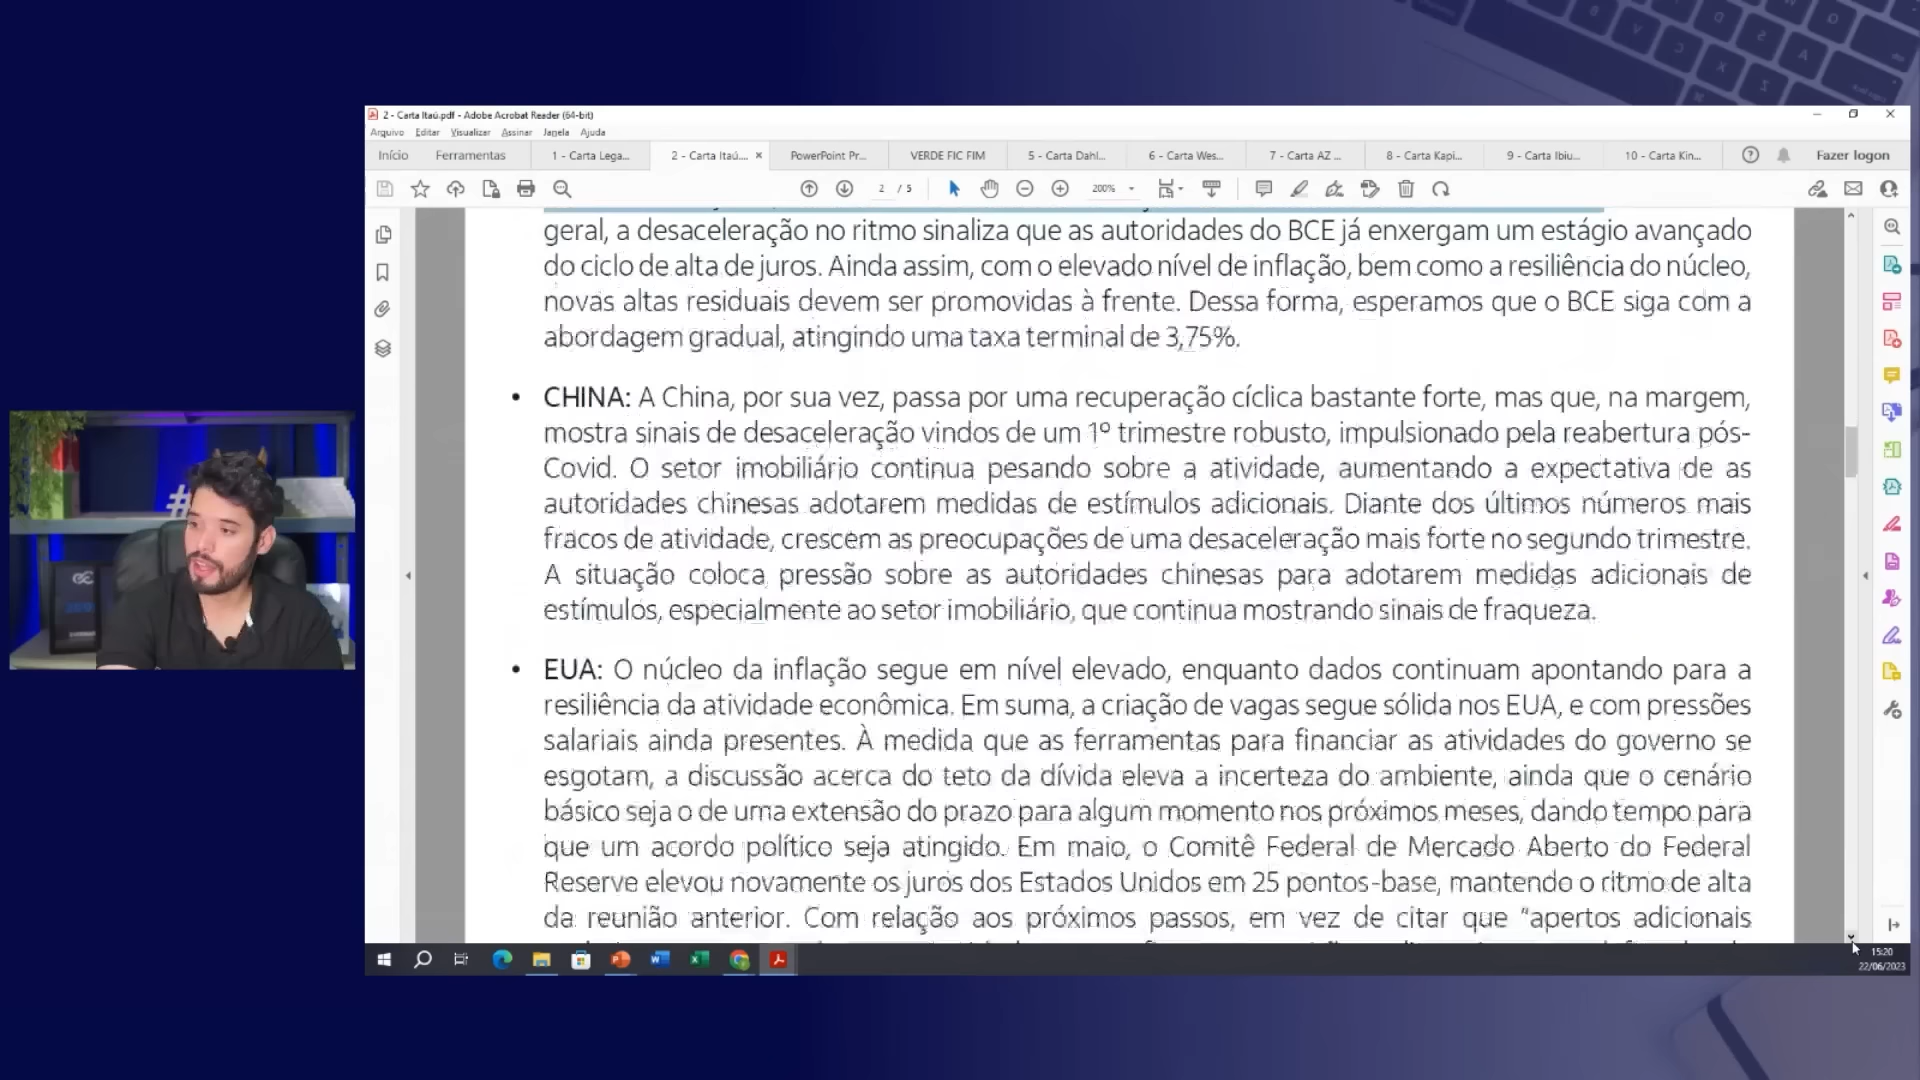 2 - Carta Itaú.pdf - Adobe Acrobat Reader (64-bit)
Arquivo Editar Visualizar Assinar Janela Ajuda
Início Ferramentas 1 - Carta Lega... 2 - Carta Itaú.... × PowerPoint Pr... VERDE FIC FIM 5 - Carta Dahl... 6 - Carta Wes... 7 - Carta AZ ... 8 - Carta Kapi... 9 - Carta Ibiu... 10 - Carta Kin... Fazer logon
2 / 5 200%
geral, a desaceleração no ritmo sinaliza que as autoridades do BCE já enxergam um estágio avançado
do ciclo de alta de juros. Ainda assim, com o elevado nível de inflação, bem como a resiliência do núcleo,
novas altas residuais devem ser promovidas à frente. Dessa forma, esperamos que o BCE siga com a
abordagem gradual, atingindo uma taxa terminal de 3,75%.
• CHINA: A China, por sua vez, passa por uma recuperação cíclica bastante forte, mas que, na margem,
mostra sinais de desaceleração vindos de um 1º trimestre robusto, impulsionado pela reabertura pós-
Covid. O setor imobiliário continua pesando sobre a atividade, aumentando a expectativa de as
autoridades chinesas adotarem medidas de estímulos adicionais. Diante dos últimos números mais
fracos de atividade, crescem as preocupações de uma desaceleração mais forte no segundo trimestre.
A situação coloca pressão sobre as autoridades chinesas para adotarem medidas adicionais de
estímulos, especialmente ao setor imobiliário, que continua mostrando sinais de fraqueza.
• EUA: O núcleo da inflação segue em nível elevado, enquanto dados continuam apontando para a
resiliência da atividade econômica. Em suma, a criação de vagas segue sólida nos EUA, e com pressões
salariais ainda presentes. À medida que as ferramentas para financiar as atividades do governo se
esgotam, a discussão acerca do teto da dívida eleva a incerteza do ambiente, ainda que o cenário
básico seja o de uma extensão do prazo para algum momento nos próximos meses, dando tempo para
que um acordo político seja atingido. Em maio, o Comitê Federal de Mercado Aberto do Federal
Reserve elevou novamente os juros dos Estados Unidos em 25 pontos-base, mantendo o ritmo de alta
da reunião anterior. Com relação aos próximos passos, em vez de citar que "apertos adicionais
15:20
22/06/2023